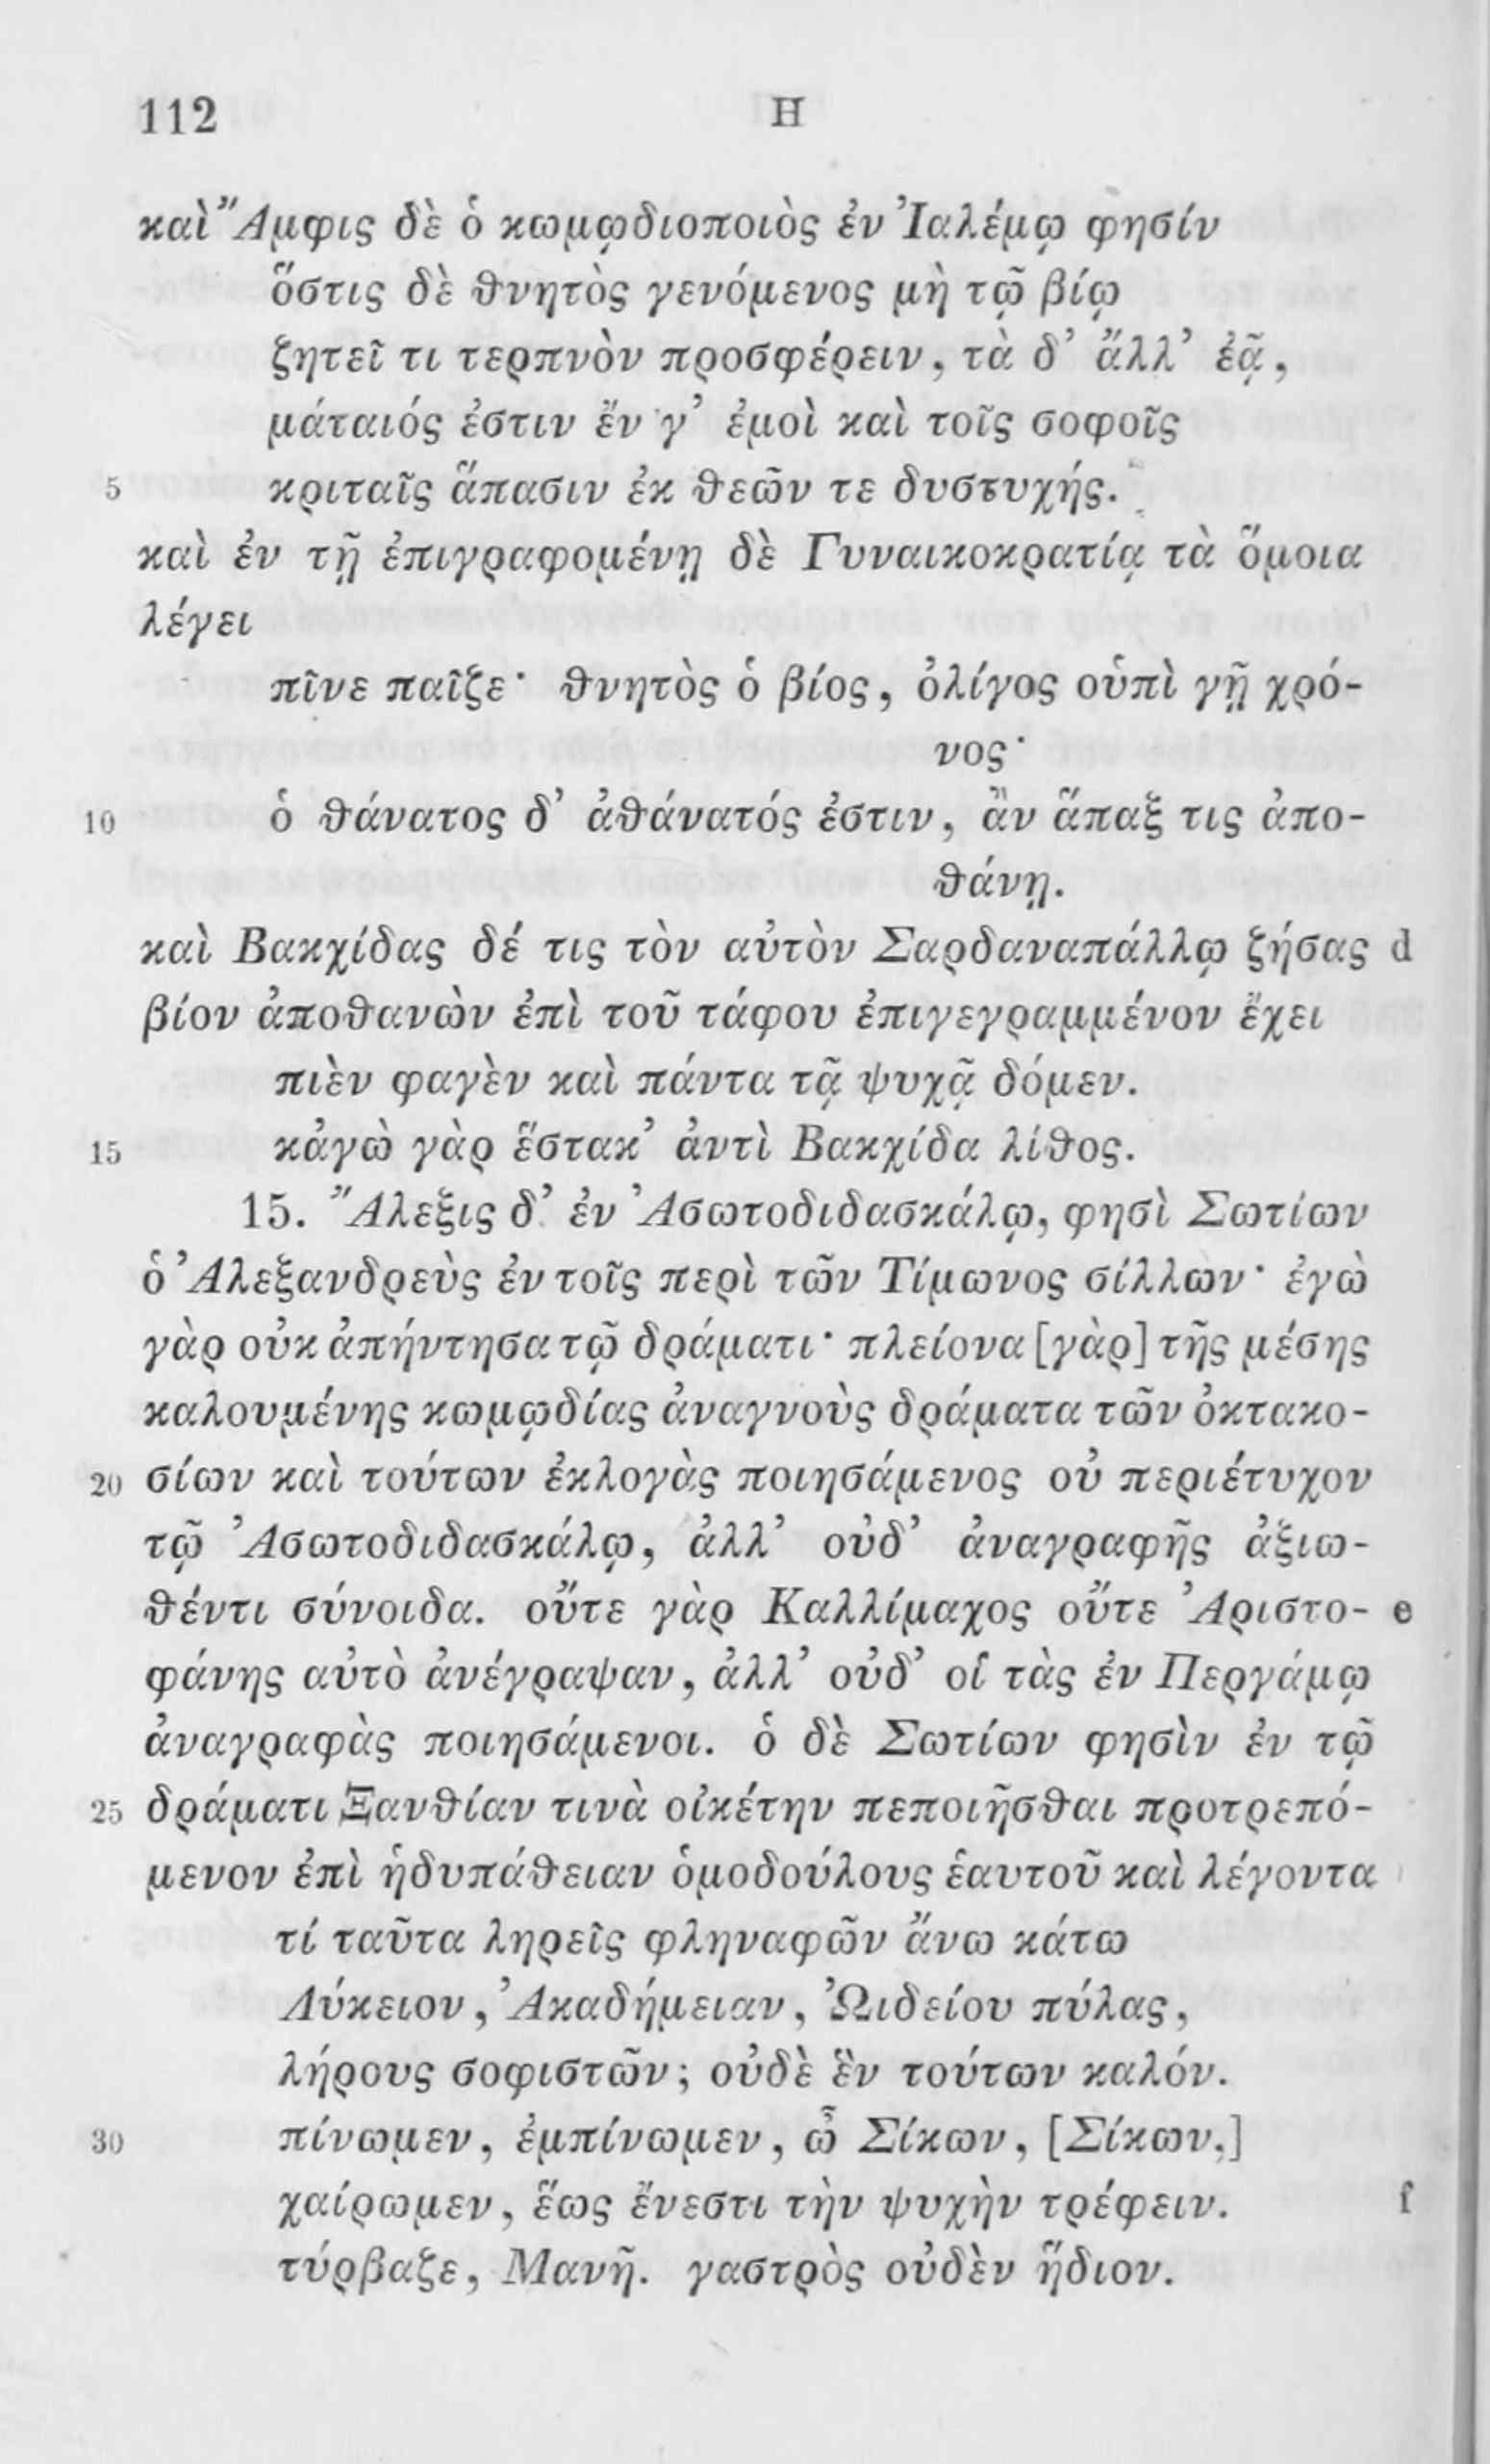 112 H
καὶ Ἄμφις δὲ ὁ κωμῳδιοποιὸς ἐν Ἰαλέμῳ φησίν
ὅστις δὲ θνητὸς γενόμενος μὴ τῷ βίῳ
ζητεῖ τι τερπνὸν προσφέρειν, τὰ δ’ ἄλλ’ ἐᾷ,
μάταιός ἐστιν ἔν γ’ ἐμοὶ καὶ τοῖς σοφοῖς
5 κριταῖς ἅπασιν ἐκ θεῶν τε δυστυχής.
καὶ ἐν τῇ ἐπιγραφομένῃ δὲ Γυναικοκρατίᾳ τὰ ὅμοια
λέγει
πῖνε παῖζε· θνητὸς ὁ βίος, ὀλίγος οὑπὶ γῇ χρό-
νος·
10 ὁ θάνατος δ’ ἀθάνατός ἐστιν, ἂν ἅπαξ τις ἀπο-
θάνῃ.
καὶ Βακχίδας δέ τις τὸν αὐτὸν Σαρδαναπάλλῳ ζήσας d
βίον ἀποθανὼν ἐπὶ τοῦ τάφου ἐπιγεγραμμένον ἔχει
πιὲν φαγὲν καὶ πάντα τᾷ ψυχᾷ δόμεν.
15 κἀγὼ γὰρ ἕστακ’ ἀντὶ Βακχίδα λίθος.
15. Ἄλεξις δ’ ἐν Ἀσωτοδιδασκάλῳ, φησὶ Σωτίων
ὁ Ἀλεξανδρεὺς ἐν τοῖς περὶ τῶν Τίμωνος σίλλων· ἐγὼ
γὰρ οὐκ ἀπήντησα τῷ δράματι· πλείονα [γὰρ] τῆς μέσης
καλουμένης κωμῳδίας ἀναγνοὺς δράματα τῶν ὀκτακο-
20 σίων καὶ τούτων ἐκλογὰς ποιησάμενος οὐ περιέτυχον
τῷ Ἀσωτοδιδασκάλῳ, ἀλλ’ οὐδ’ ἀναγραφῆς ἀξιω-
θέντι σύνοιδα. οὔτε γὰρ Καλλίμαχος οὔτε Ἀριστο- e
φάνης αὐτὸ ἀνέγραψαν, ἀλλ’ οὐδ’ οἱ τὰς ἐν Περγάμῳ
ἀναγραφὰς ποιησάμενοι. ὁ δὲ Σωτίων φησὶν ἐν τῷ
25 δράματι Ξανθίαν τινὰ οἰκέτην πεποιῆσθαι προτρεπό-
μενον ἐπὶ ἡδυπάθειαν ὁμοδούλους ἑαυτοῦ καὶ λέγοντα
τί ταῦτα ληρεῖς φληναφῶν ἄνω κάτω
Λύκειον, Ἀκαδήμειαν, Ὠιδείου πύλας,
λήρους σοφιστῶν; οὐδὲ ἓν τούτων καλόν.
30 πίνωμεν, ἐμπίνωμεν, ὦ Σίκων, [Σίκων,]
χαίρωμεν, ἕως ἔνεστι τὴν ψυχὴν τρέφειν. f
τύρβαζε, Μανῆ. γαστρὸς οὐδὲν ἥδιον.